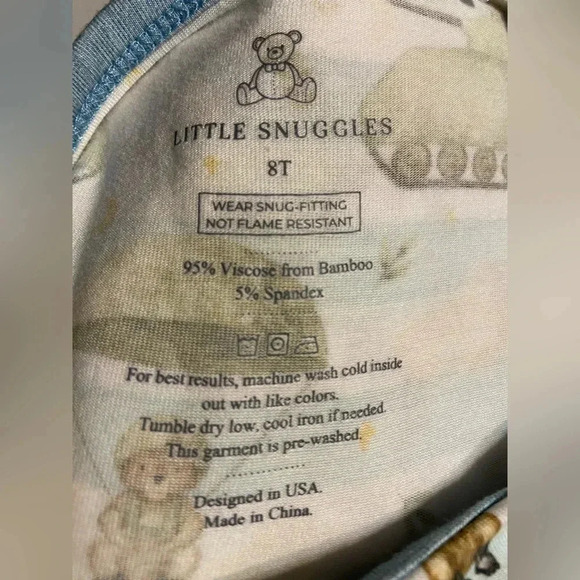 LITTLE SNUGGLES
8T
WEAR SNUG-FITTING
NOT FLAME RESISTANT
95% Viscose from Bamboo
5% Spandex
For best results, machine wash cold inside
out with like colors.
Tumble dry low, cool iron if needed.
This garment is pre-washed.
Designed in USA.
Made in China.